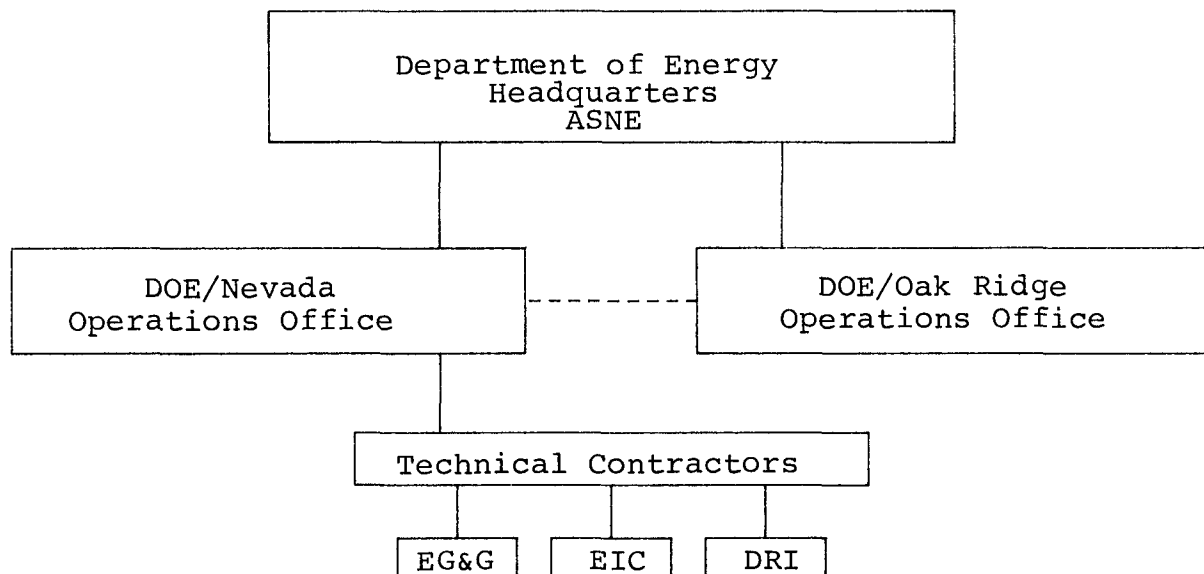 Department of Energy
Headquarters
ASNE
DOE/Nevada
Operations Office
DOE/Oak Ridge
Operations Office
Technical Contractors
EG&G
EIC
DRI